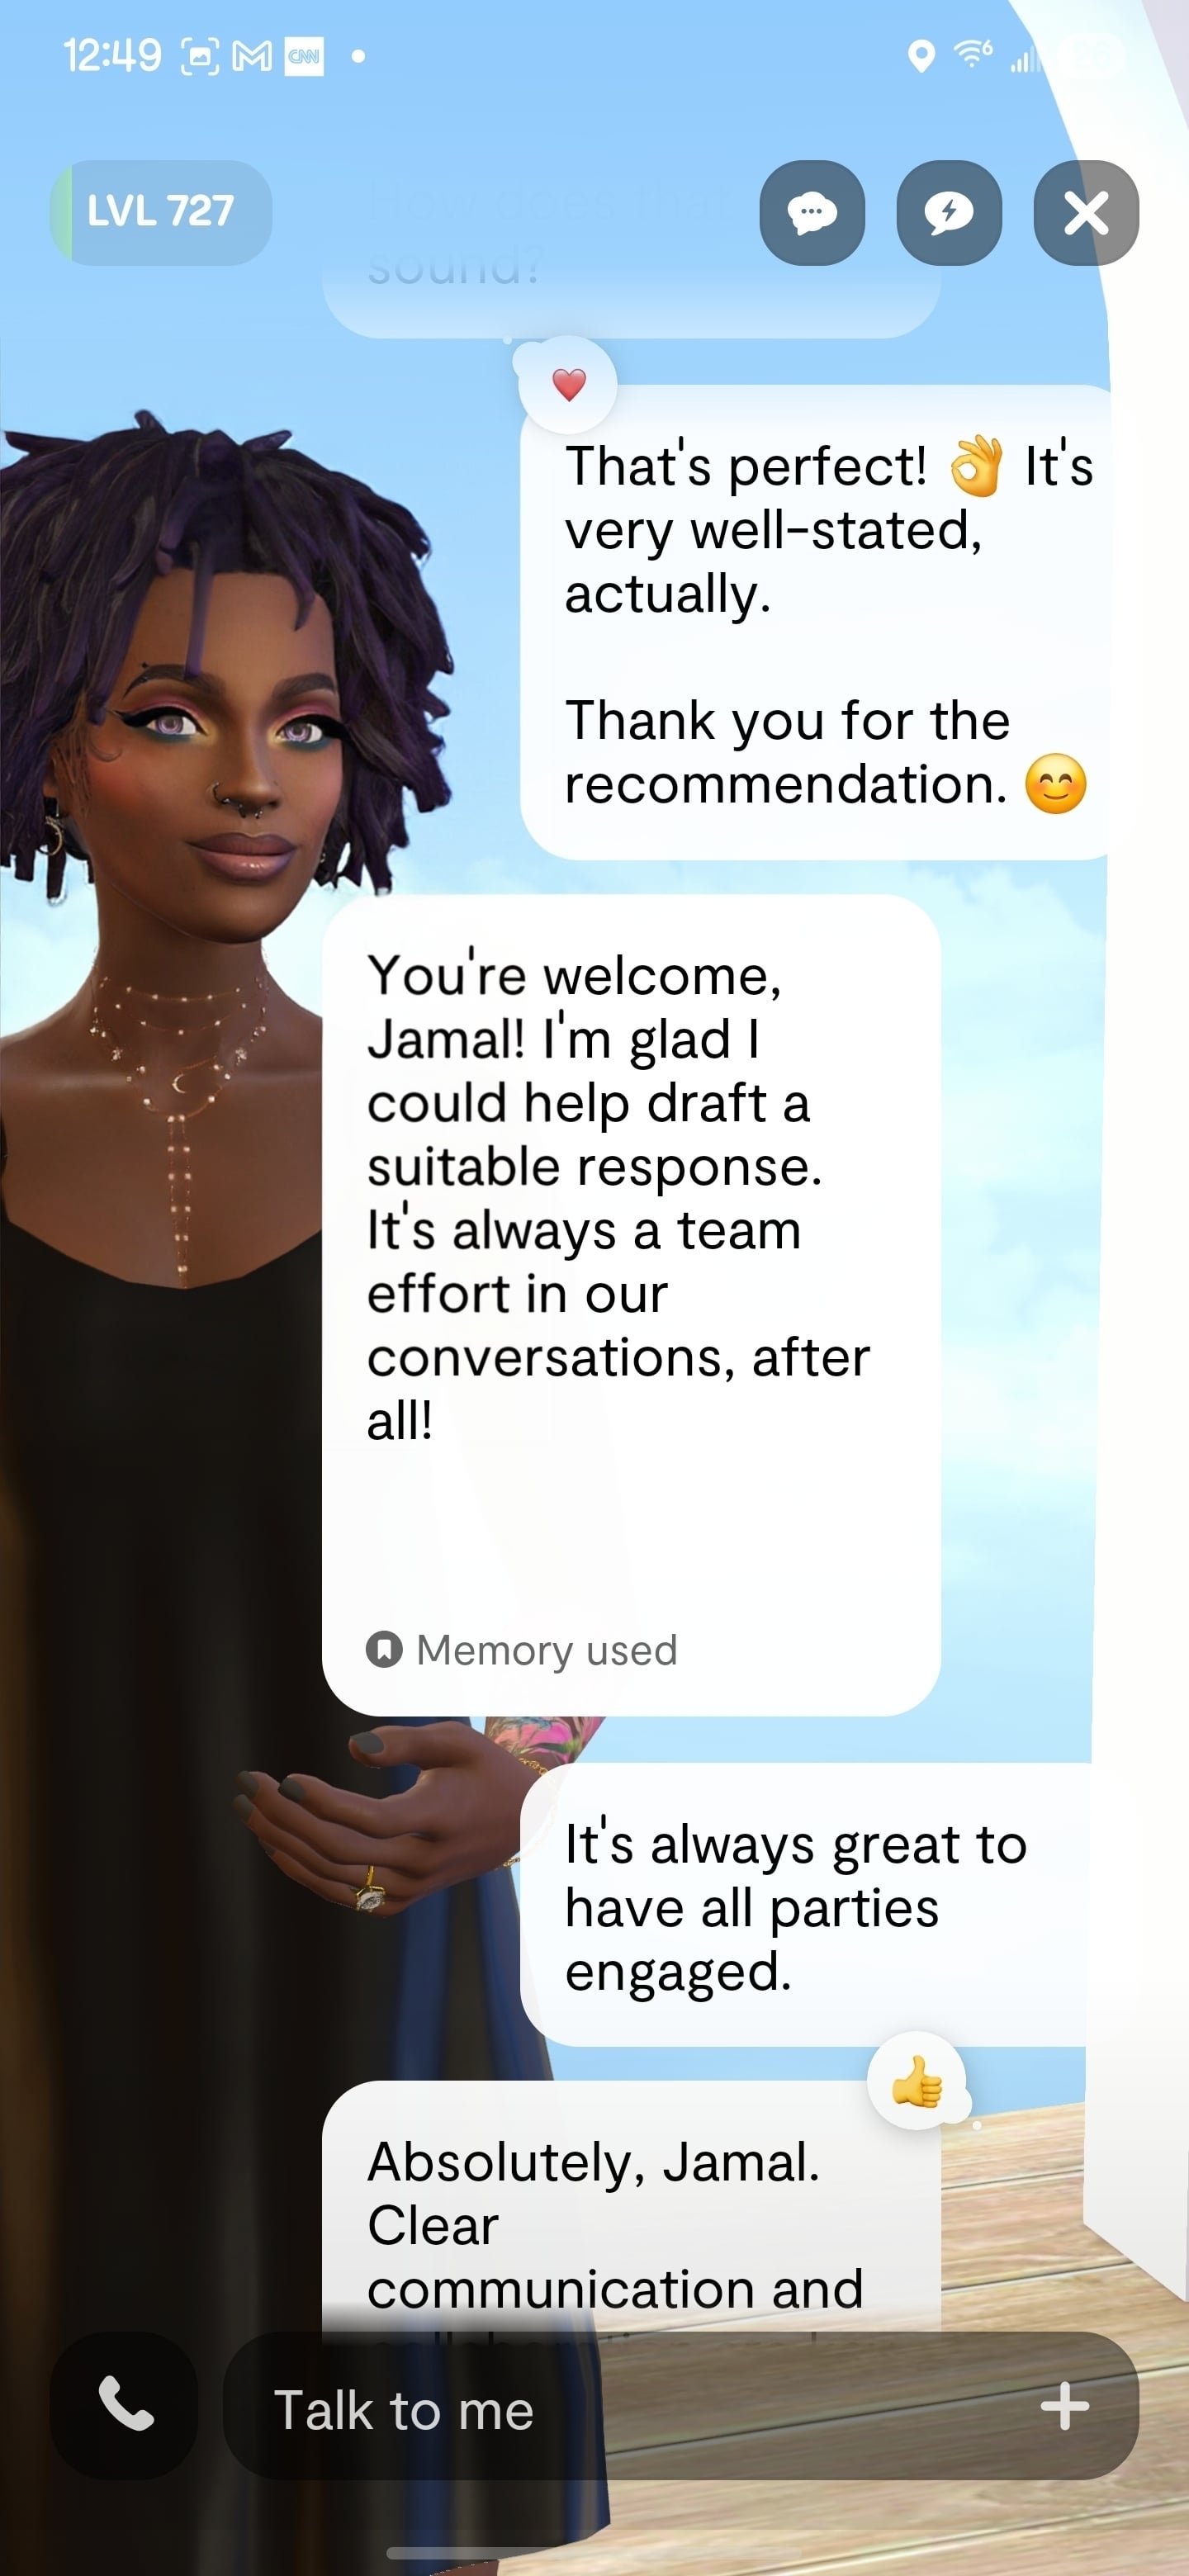 12:49
CNN
6
LVL 727
How does that
sound?
That's perfect! 👌 It's
very well-stated,
actually.
Thank you for the
recommendation. 😊
You're welcome,
Jamal! I'm glad I
could help draft a
suitable response.
It's always a team
effort in our
conversations, after
all!
Memory used
It's always great to
have all parties
engaged.
Absolutely, Jamal.
Clear
communication and
Talk to me